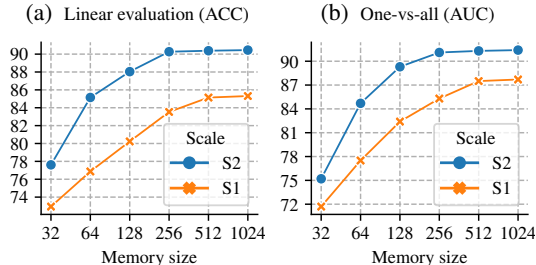 (a) Linear evaluation (ACC)
90
88
86
84
82
80
78
76
74
32 64 128 256 512 1024
Memory size
Scale
S2
S1
(b) One-vs-all (AUC)
90
87
84
81
78
75
72
32 64 128 256 512 1024
Memory size
Scale
S2
S1